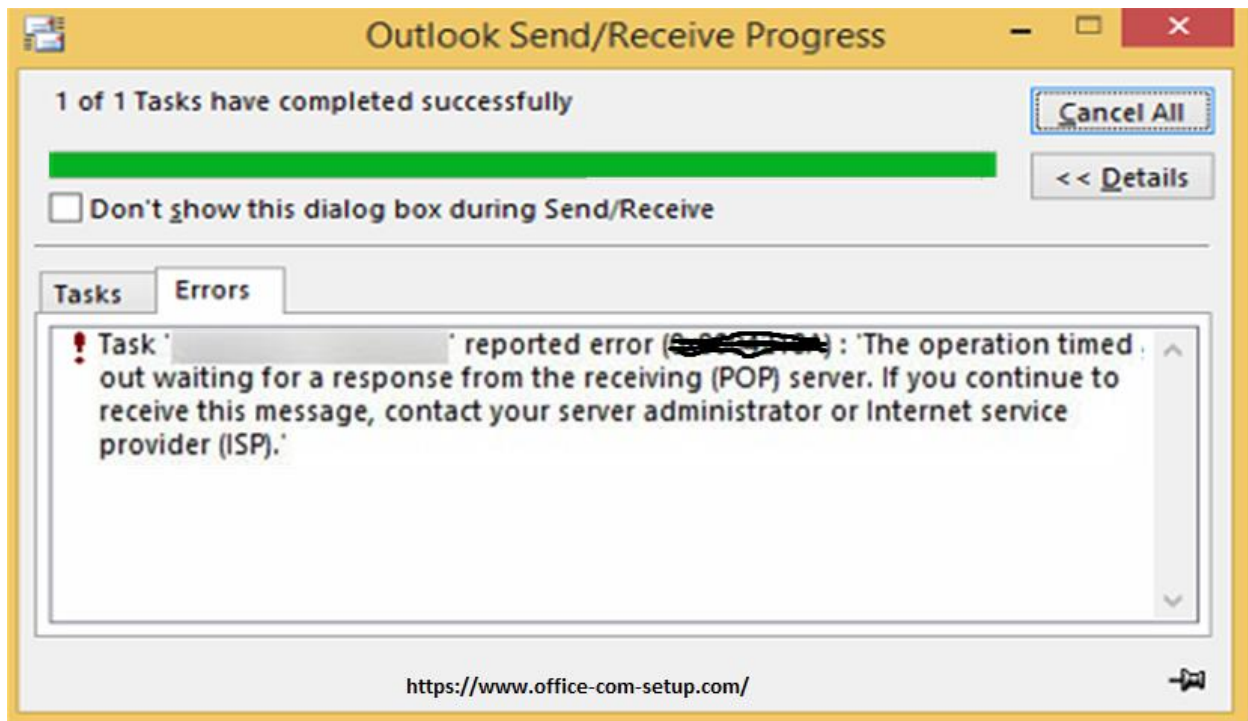 Outlook Send/Receive Progress
1 of 1 Tasks have completed successfully
Cancel All
<< Details
Don't show this dialog box during Send/Receive
Tasks
Errors
Task ' ' reported error ( ) : 'The operation timed
out waiting for a response from the receiving (POP) server. If you continue to
receive this message, contact your server administrator or Internet service
provider (ISP).'
https://www.office-com-setup.com/